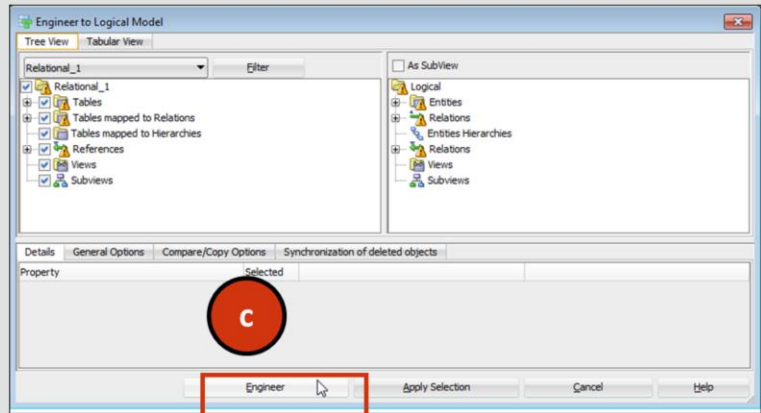 Engineer to Logical Model
Tree View Tabular View
Relational_1 Filter
As SubView
Relational_1
Tables
Tables mapped to Relations
Tables mapped to Hierarchies
References
Views
Subviews
Logical
Entities
Relations
Entities Hierarchies
Relations
Views
Subviews
Details General Options Compare/Copy Options Synchronization of deleted objects
Property Selected
c
Engineer Apply Selection Cancel Help